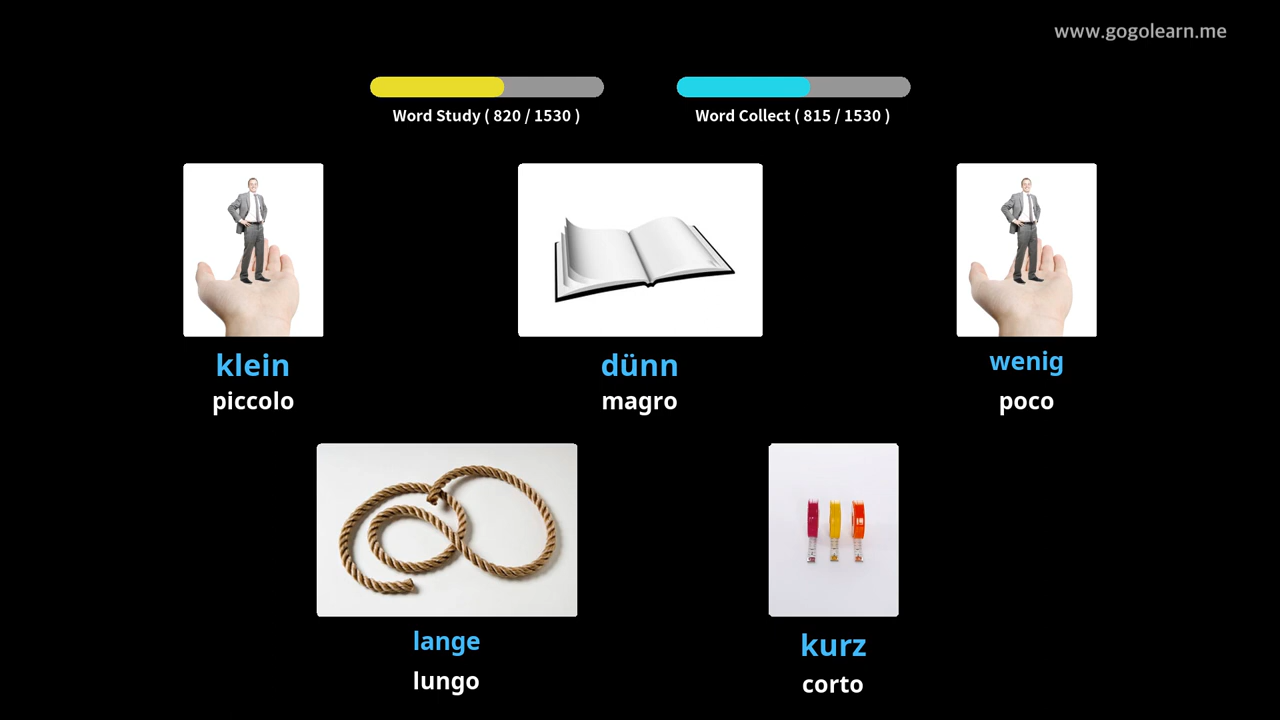 www.gogolearn.me
Word Study ( 820 / 1530 )
Word Collect ( 815 / 1530 )
klein
piccolo
dünn
magro
wenig
poco
lange
lungo
kurz
corto